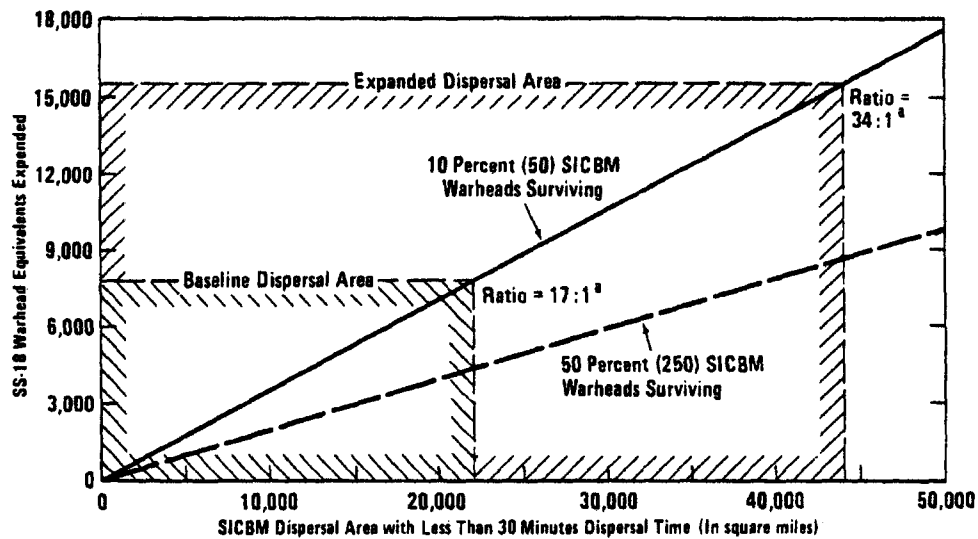 18,000
15,000
12,000
9,000
6,000
3,000
0
SS-18 Warhead Equivalents Expended
Expanded Dispersal Area
Ratio =
34:1ª
10 Percent (50) SICBM
Warheads Surviving
Baseline Dispersal Area
Ratio = 17:1ª
50 Percent (250) SICBM
Warheads Surviving
0
10,000
20,000
30,000
40,000
50,000
SICBM Dispersal Area with Less Than 30 Minutes Dispersal Time (In square miles)